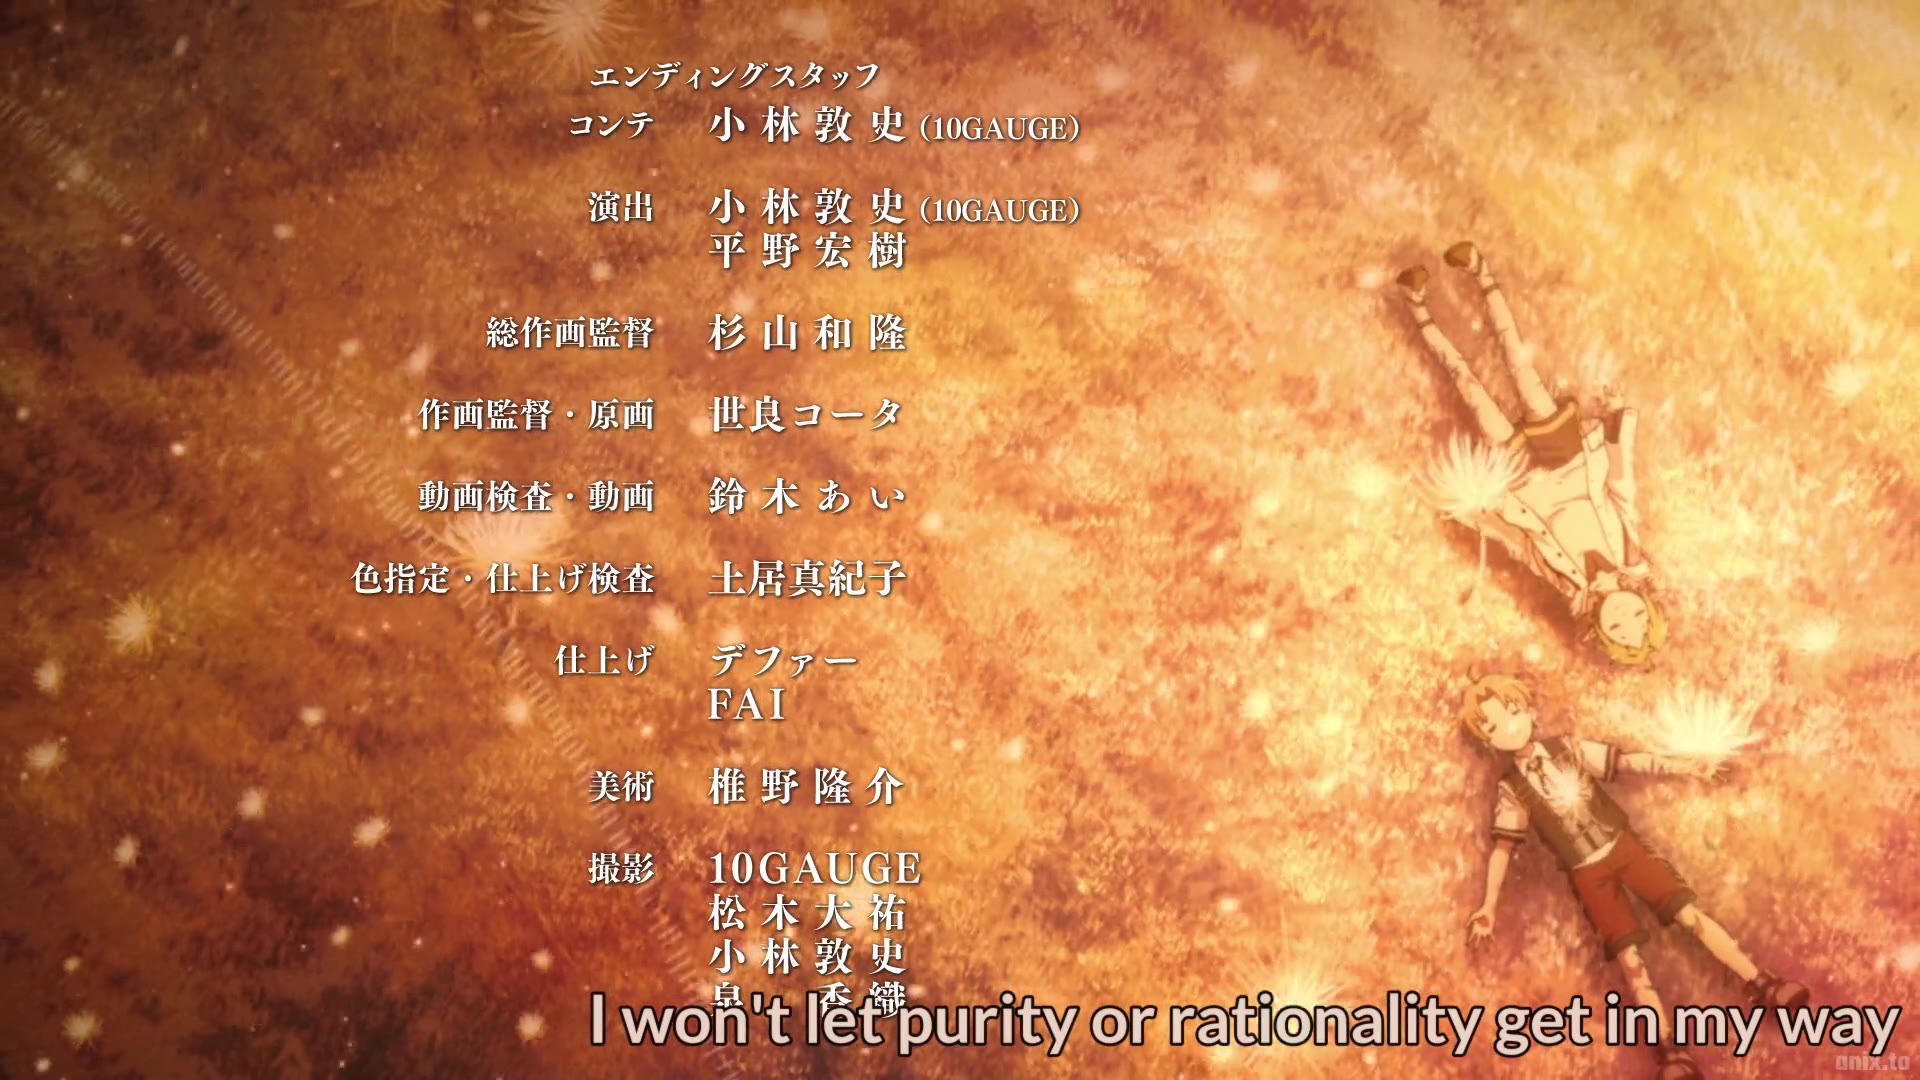 エンディングスタッフ
コンテ 小林敦史 (10GAUGE)
演出 小林敦史 (10GAUGE)
平野宏樹
総作画監督 杉山和隆
作画監督・原画 世良コータ
動画検査・動画 鈴木あい
色指定・仕上げ検査 土居真紀子
仕上げ デファー
FAI
美術 椎野隆介
撮影 10GAUGE
松木大祐
小林敦史
泉香織
I won't let purity or rationality get in my way
anix.to